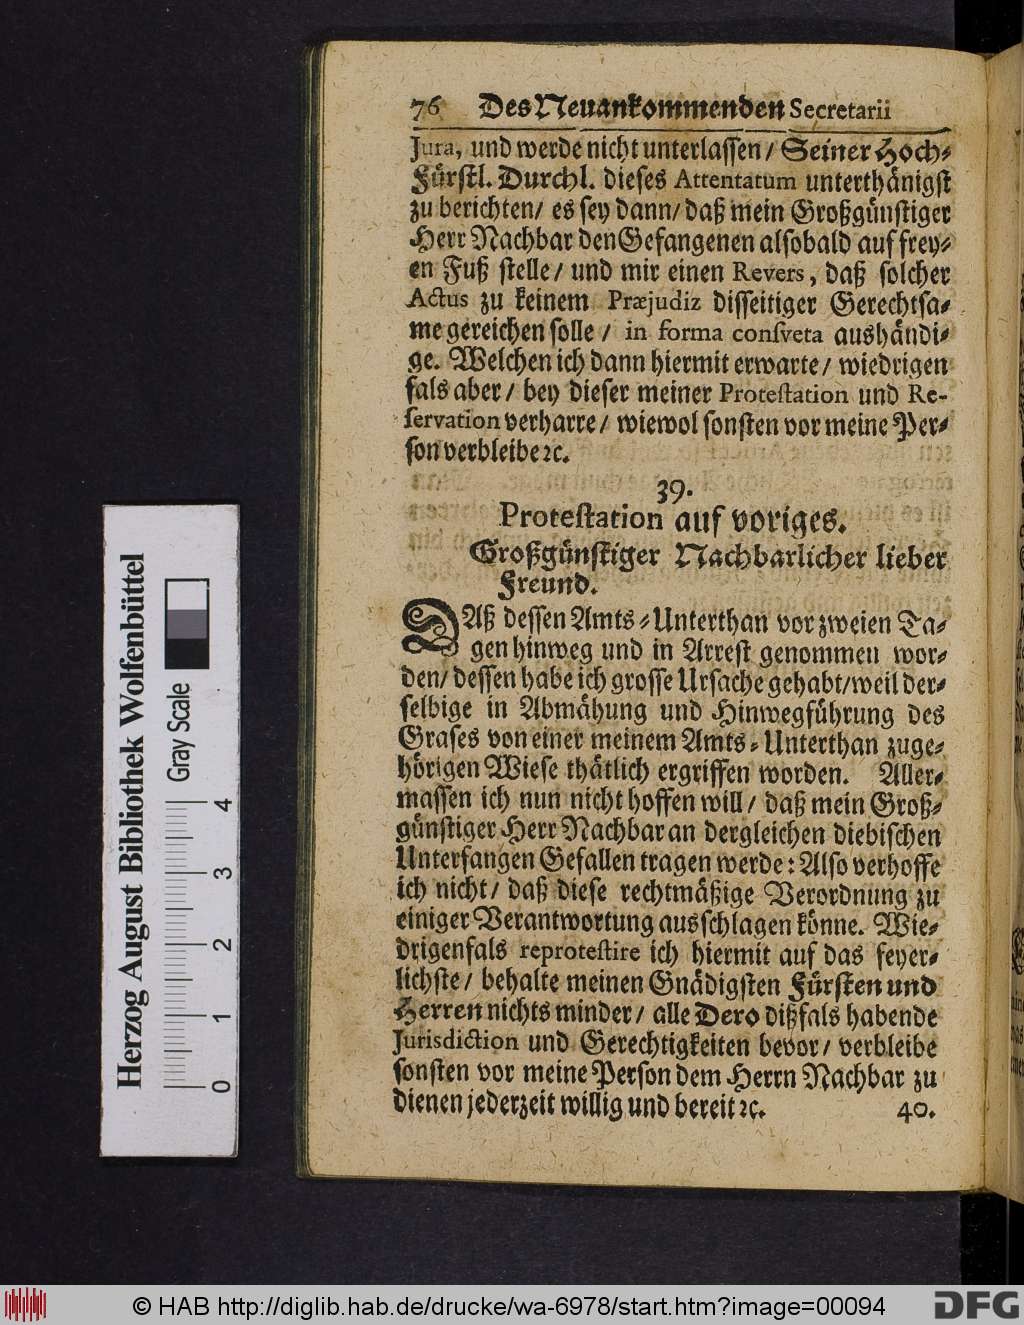 76 Des Neuankommenden Secretarii
Jura, und werde nicht unterlassen/ Seiner Hoch-
Fürstl. Durchl. dieses Attentatum unterthänigst
zu berichten/ es sey dann/ daß mein Großgünstiger
Herr Nachbar den Gefangenen alsobald auf frey-
en Fuß stelle/ und mir einen Revers, daß solcher
Actus zu keinem Præjudiz disseitiger Gerechtsa-
me gereichen solle / in forma consveta aushändi-
ge. Welchen ich dann hiermit erwarte/ wiedrigen
fals aber/ bey dieser meiner Protestation und Re-
servation verharre/ wiewol sonsten vor meine Per-
son verbleibe ꝛc.
39.
Protestation auf voriges.
Großgünstiger Nachbarlicher lieber
Freund.
DAß dessen Amts-Unterthan vor zweien Ta-
gen hinweg und in Arrest genommen wor-
den/ dessen habe ich grosse Ursache gehabt/ weil der-
selbige in Abmähung und Hinwegführung des
Grases von einer meinem Amts-Unterthan zuge-
hörigen Wiese thätlich ergriffen worden. Aller-
massen ich nun nicht hoffen will/ daß mein Groß-
günstiger Herr Nachbar an dergleichen diebischen
Unterfangen Gefallen tragen werde: Also verhoffe
ich nicht/ daß diese rechtmäßige Verordnung zu
einiger Verantwortung ausschlagen könne. Wie-
drigenfals reprotestire ich hiermit auf das feyer-
lichste/ behalte meinen Gnädigsten Fürsten und
Herren nichts minder/ alle Dero dißfals habende
Jurisdiction und Gerechtigkeiten bevor/ verbleibe
sonsten vor meine Person dem Herrn Nachbar zu
dienen jederzeit willig und bereit ꝛc. 40.
Herzog August Bibliothek Wolfenbüttel
Gray Scale
0 1 2 3 4
© HAB http://diglib.hab.de/drucke/wa-6978/start.htm?image=00094
DFG